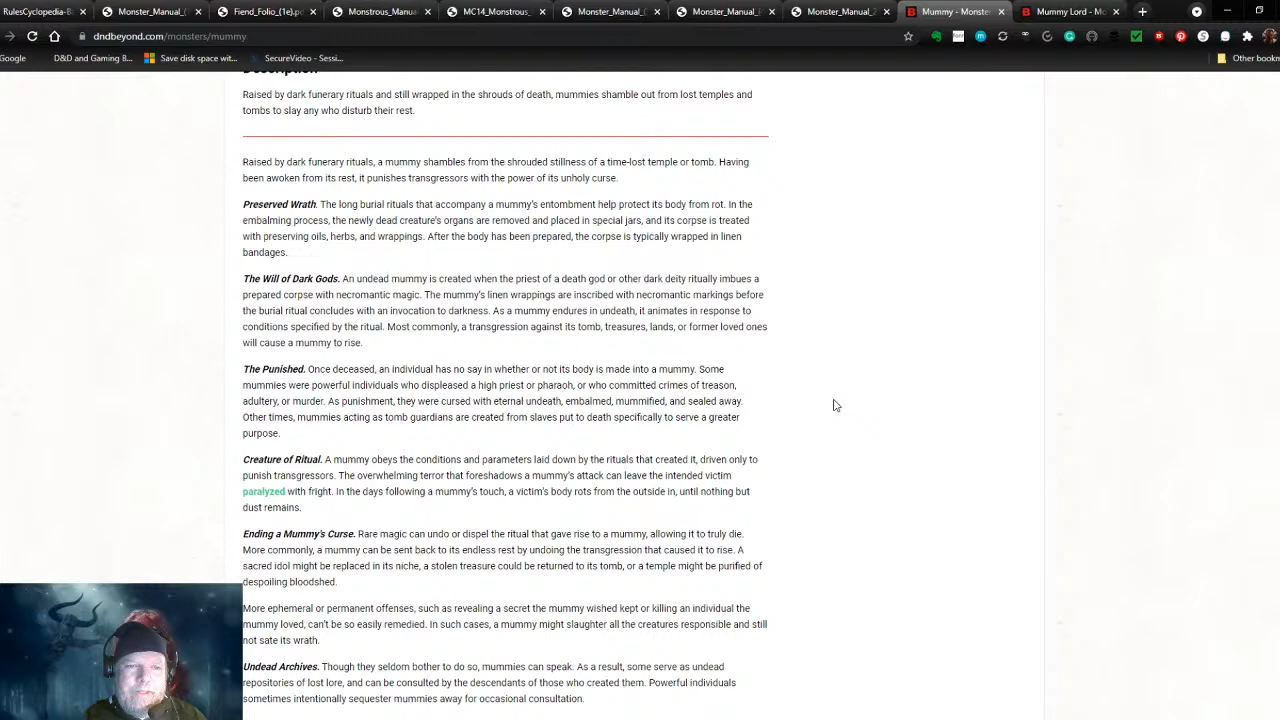 RulesCyclopedia-Ba
Monster_Manual_(
Fiend_Folio_(1e).pd
Monstrous_Manua
MC14_Monstrous_
Monster_Manual_(
Monster_Manual_(
Monster_Manual_2
Mummy - Monster
Mummy Lord - Mo
dndbeyond.com/monsters/mummy
Google
D&D and Gaming B...
Save disk space wit...
SecureVideo - Sessi...
Other bookm
Description
Raised by dark funerary rituals and still wrapped in the shrouds of death, mummies shamble out from lost temples and
tombs to slay any who disturb their rest.
Raised by dark funerary rituals, a mummy shambles from the shrouded stillness of a time-lost temple or tomb. Having
been awoken from its rest, it punishes transgressors with the power of its unholy curse.
Preserved Wrath. The long burial rituals that accompany a mummy's entombment help protect its body from rot. In the
embalming process, the newly dead creature's organs are removed and placed in special jars, and its corpse is treated
with preserving oils, herbs, and wrappings. After the body has been prepared, the corpse is typically wrapped in linen
bandages.
The Will of Dark Gods. An undead mummy is created when the priest of a death god or other dark deity ritually imbues a
prepared corpse with necromantic magic. The mummy's linen wrappings are inscribed with necromantic markings before
the burial ritual concludes with an invocation to darkness. As a mummy endures in undeath, it animates in response to
conditions specified by the ritual. Most commonly, a transgression against its tomb, treasures, lands, or former loved ones
will cause a mummy to rise.
The Punished. Once deceased, an individual has no say in whether or not its body is made into a mummy. Some
mummies were powerful individuals who displeased a high priest or pharaoh, or who committed crimes of treason,
adultery, or murder. As punishment, they were cursed with eternal undeath, embalmed, mummified, and sealed away.
Other times, mummies acting as tomb guardians are created from slaves put to death specifically to serve a greater
purpose.
Creature of Ritual. A mummy obeys the conditions and parameters laid down by the rituals that created it, driven only to
punish transgressors. The overwhelming terror that foreshadows a mummy's attack can leave the intended victim
paralyzed with fright. In the days following a mummy's touch, a victim's body rots from the outside in, until nothing but
dust remains.
Ending a Mummy's Curse. Rare magic can undo or dispel the ritual that gave rise to a mummy, allowing it to truly die.
More commonly, a mummy can be sent back to its endless rest by undoing the transgression that caused it to rise. A
sacred idol might be replaced in its niche, a stolen treasure could be returned to its tomb, or a temple might be purified of
despoiling bloodshed.
More ephemeral or permanent offenses, such as revealing a secret the mummy wished kept or killing an individual the
mummy loved, can't be so easily remedied. In such cases, a mummy might slaughter all the creatures responsible and still
not sate its wrath.
Undead Archives. Though they seldom bother to do so, mummies can speak. As a result, some serve as undead
repositories of lost lore, and can be consulted by the descendants of those who created them. Powerful individuals
sometimes intentionally sequester mummies away for occasional consultation.